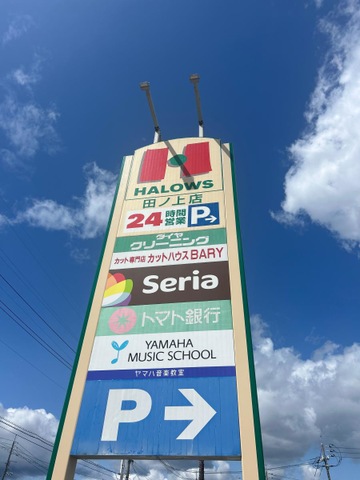 H
HALOWS
田ノ上店
24時間営業 P→
ダイヤ
クリーニング
カット専門店 カットハウスBARY
Seria
トマト銀行
YAMAHA
MUSIC SCHOOL
ヤマハ音楽教室
P→